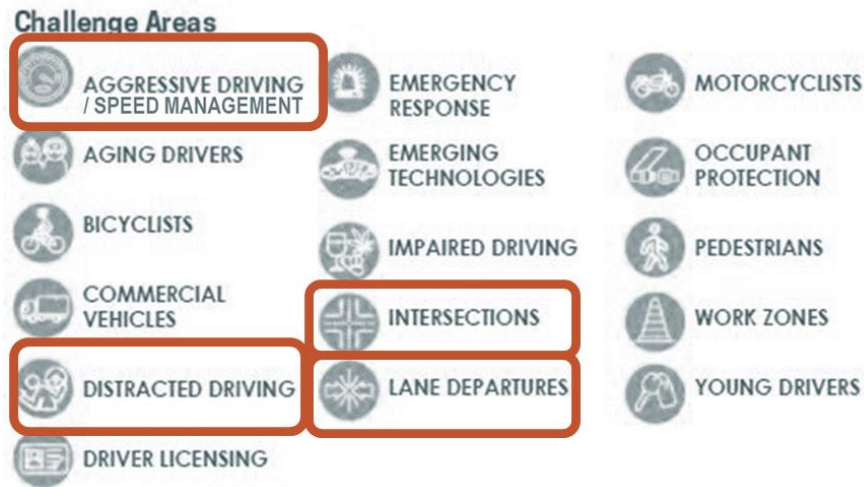 Challenge Areas
AGGRESSIVE DRIVING
/ SPEED MANAGEMENT
AGING DRIVERS
BICYCLISTS
COMMERCIAL
VEHICLES
DISTRACTED DRIVING
DRIVER LICENSING
EMERGENCY
RESPONSE
EMERGING
TECHNOLOGIES
IMPAIRED DRIVING
INTERSECTIONS
LANE DEPARTURES
MOTORCYCLISTS
OCCUPANT
PROTECTION
PEDESTRIANS
WORK ZONES
YOUNG DRIVERS